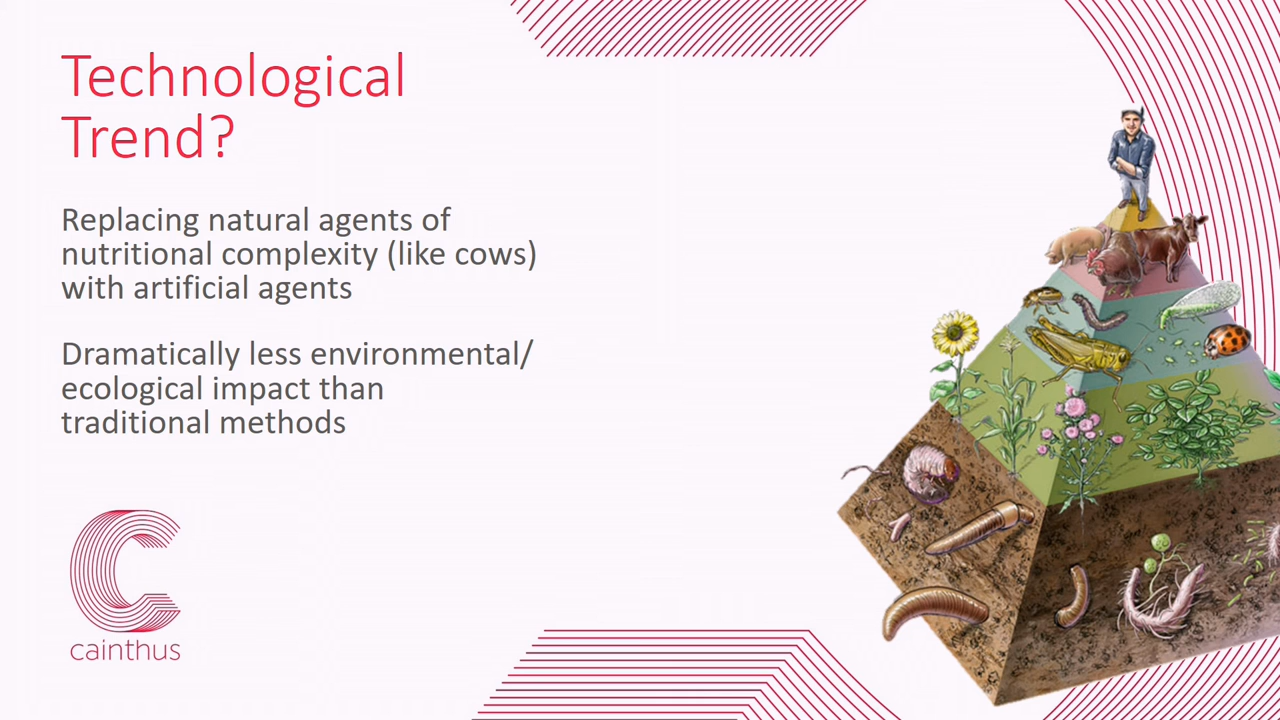 Technological
Trend?
Replacing natural agents of
nutritional complexity (like cows)
with artificial agents
Dramatically less environmental/
ecological impact than
traditional methods
cainthus